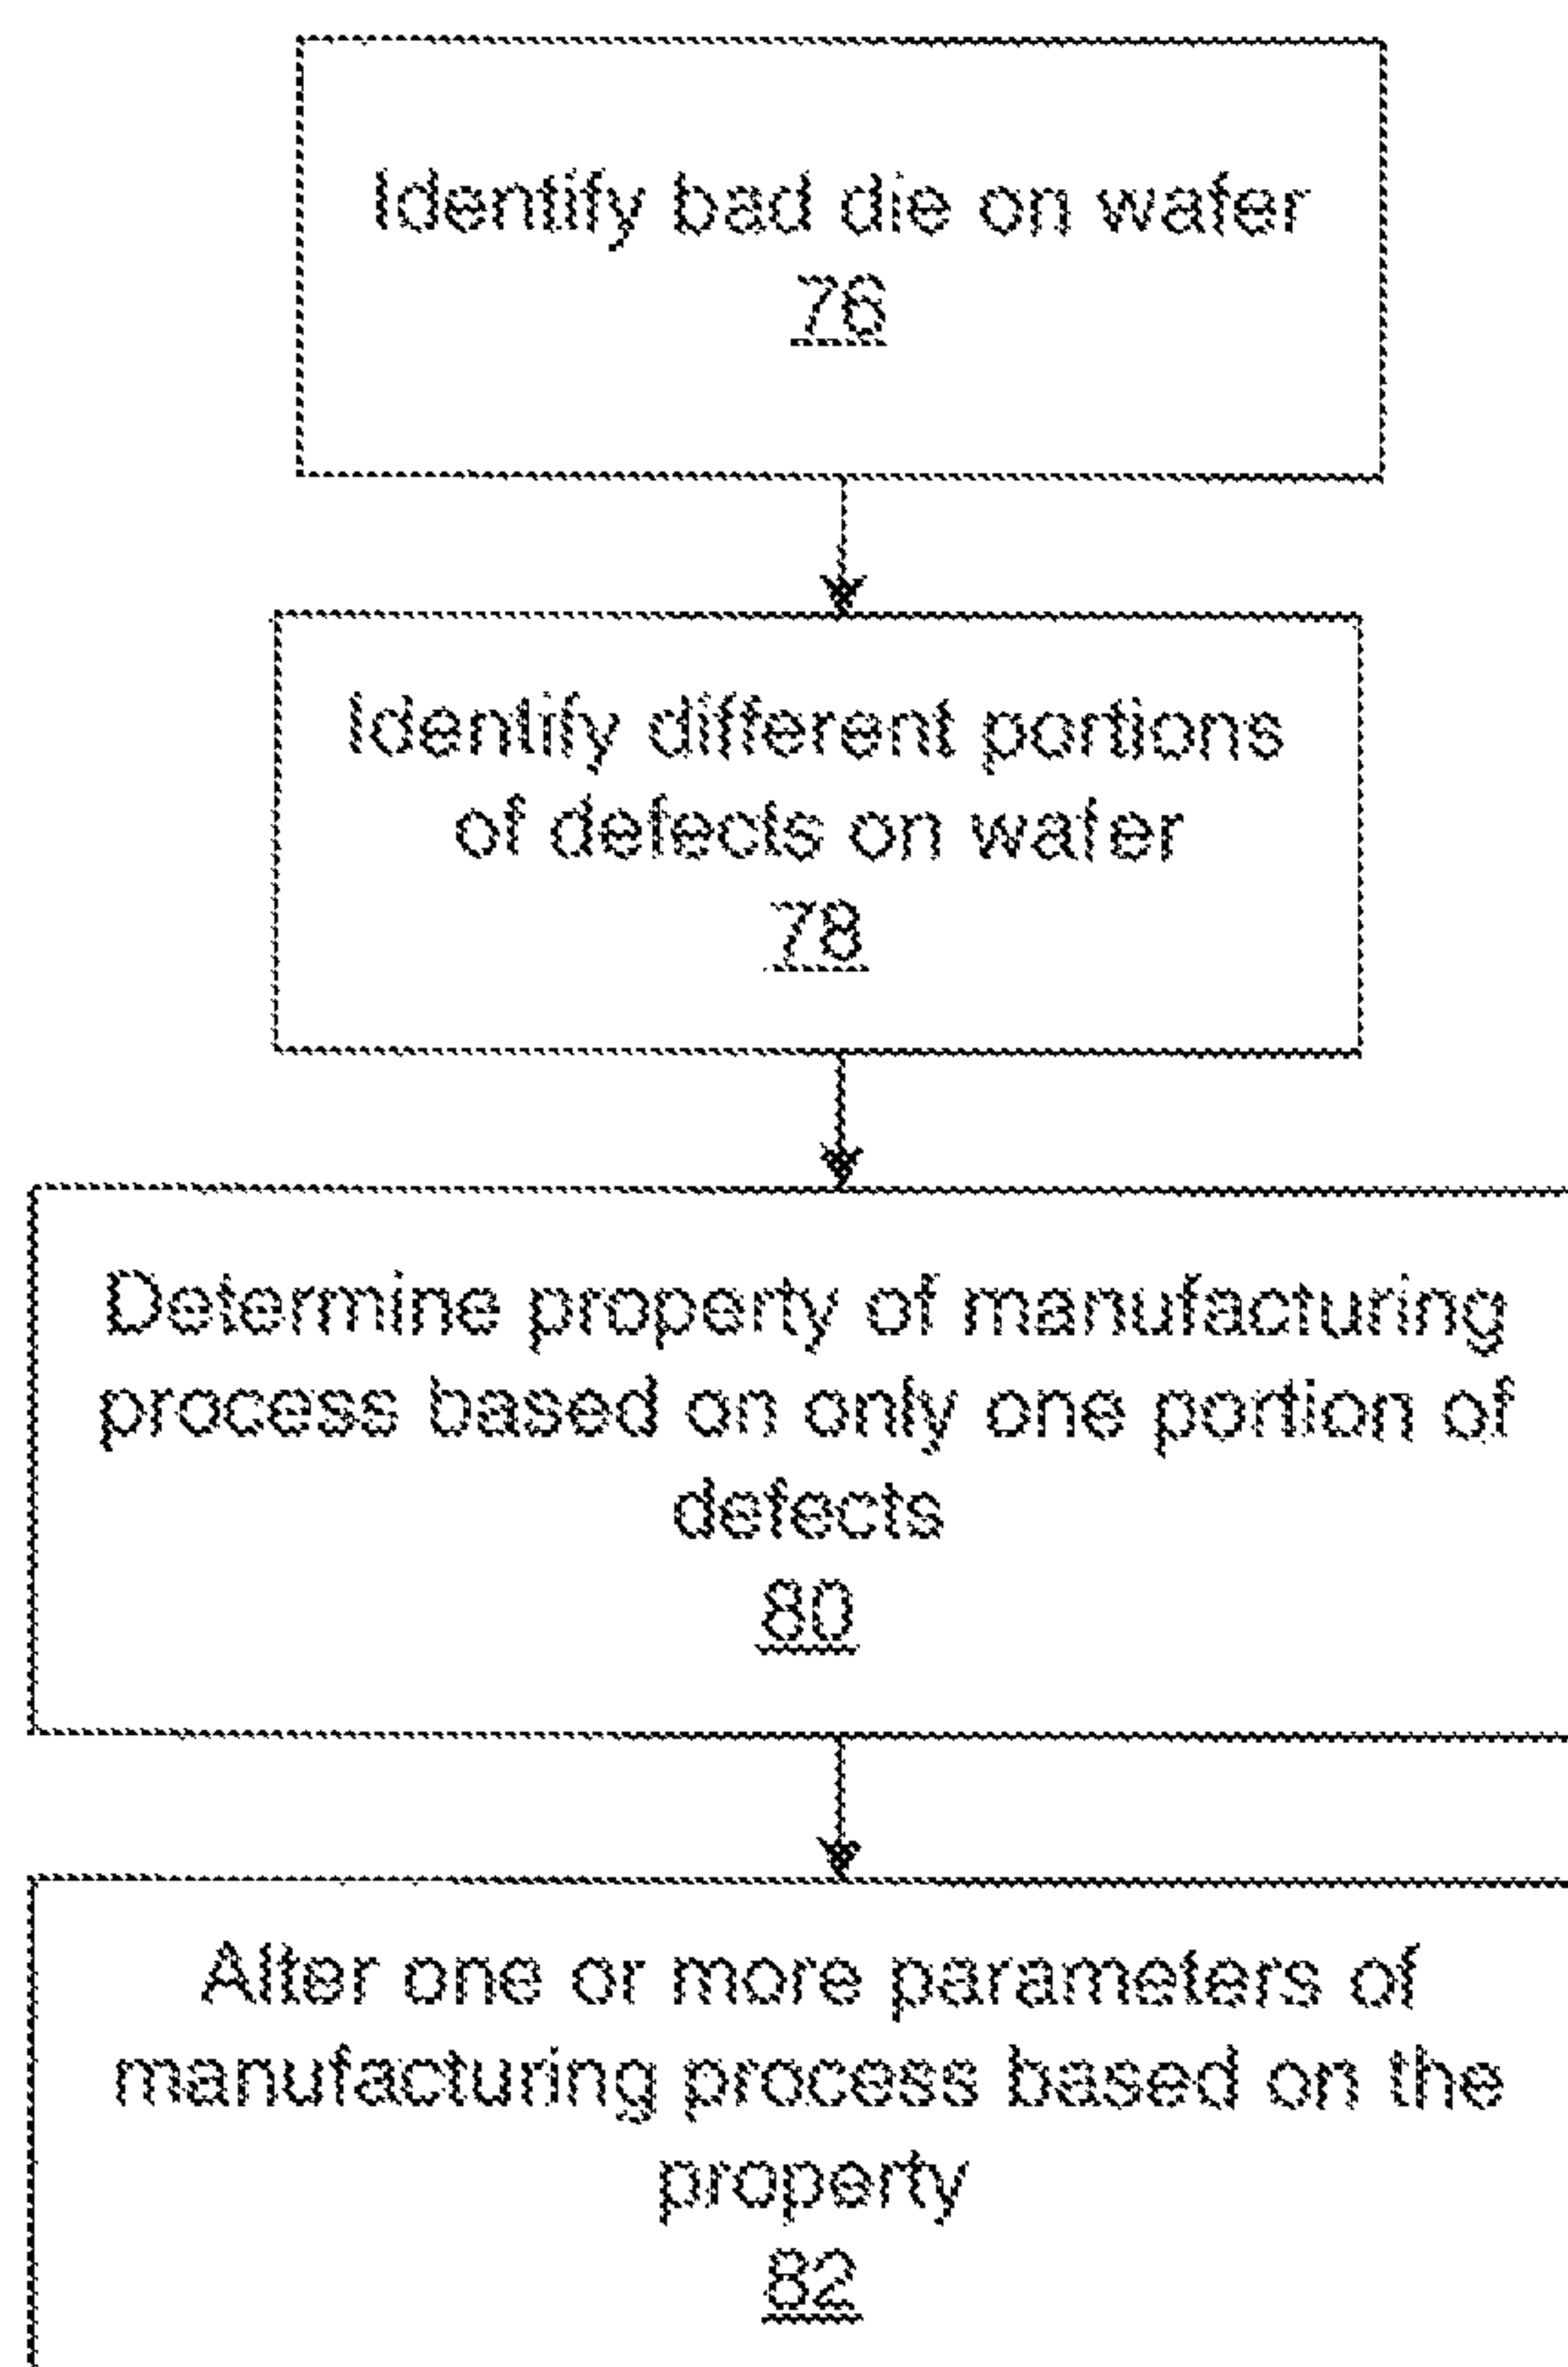 Identify bad die on wafer
76
Identify different portions
of defects on wafer
78
Determine property of manufacturing
process based on only one portion of
defects
80
Alter one or more parameters of
manufacturing process based on the
property
82